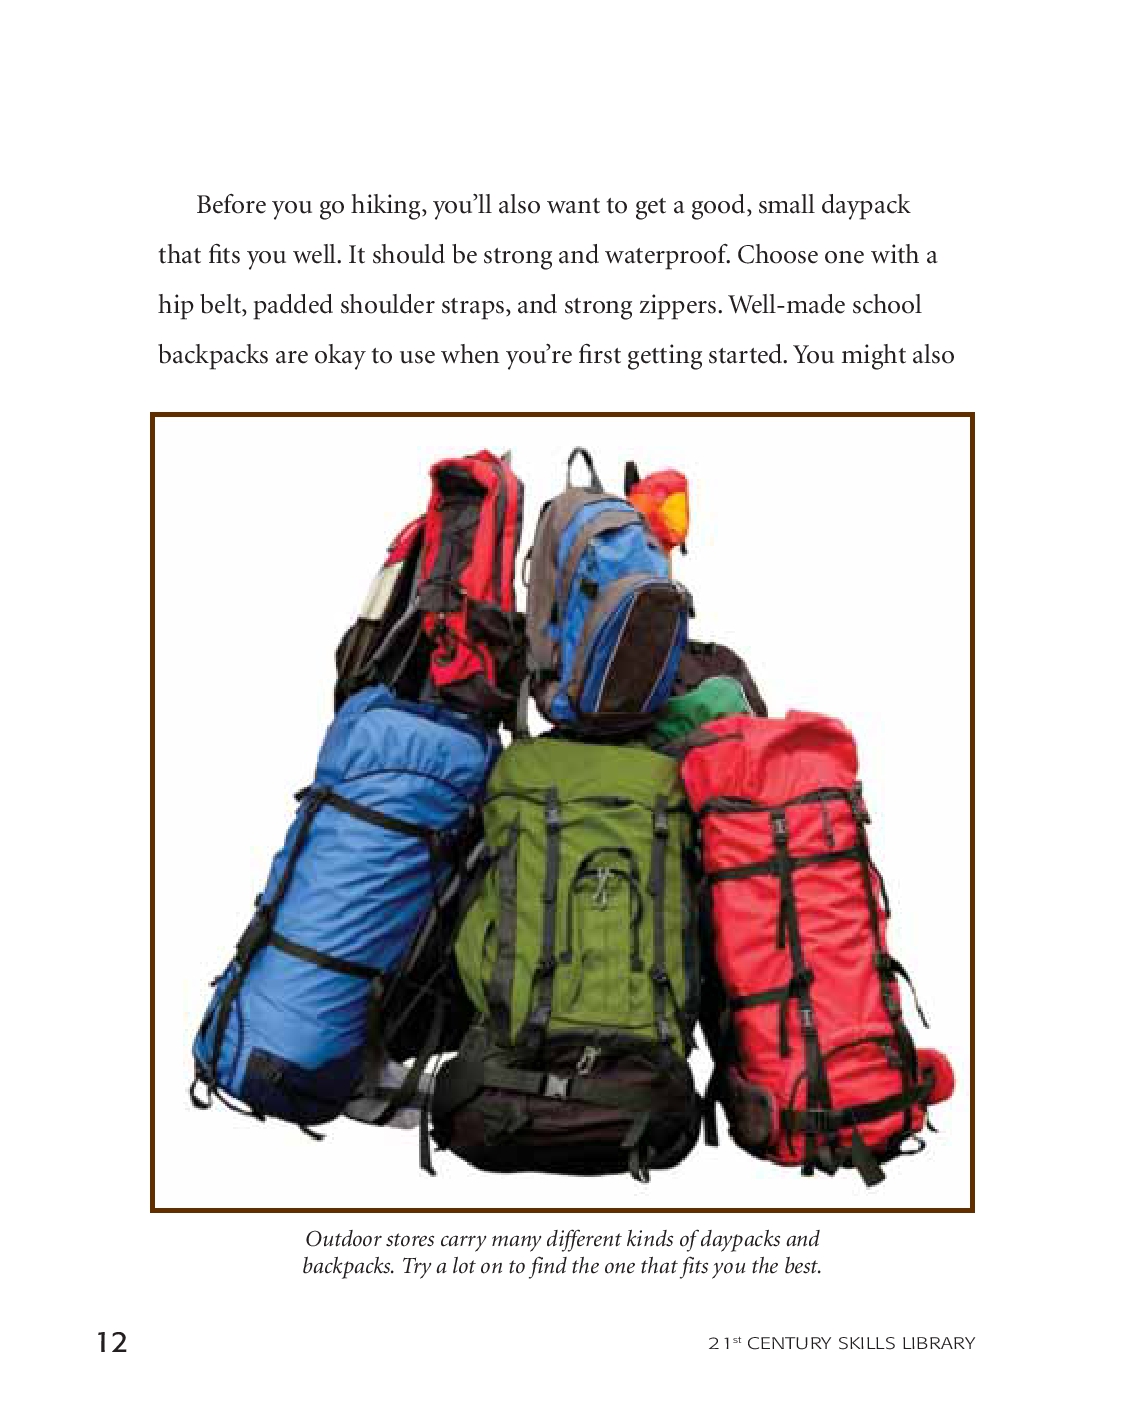 Before you go hiking, you’ll also want to get a good, small daypack
that fits you well. It should be strong and waterproof. Choose one with a
hip belt, padded shoulder straps, and strong zippers. Well-made school
backpacks are okay to use when you’re first getting started. You might also
Outdoor stores carry many different kinds of daypacks and
backpacks. Try a lot on to find the one that fits you the best.
12
21st CENTURY SKILLS LIBRARY